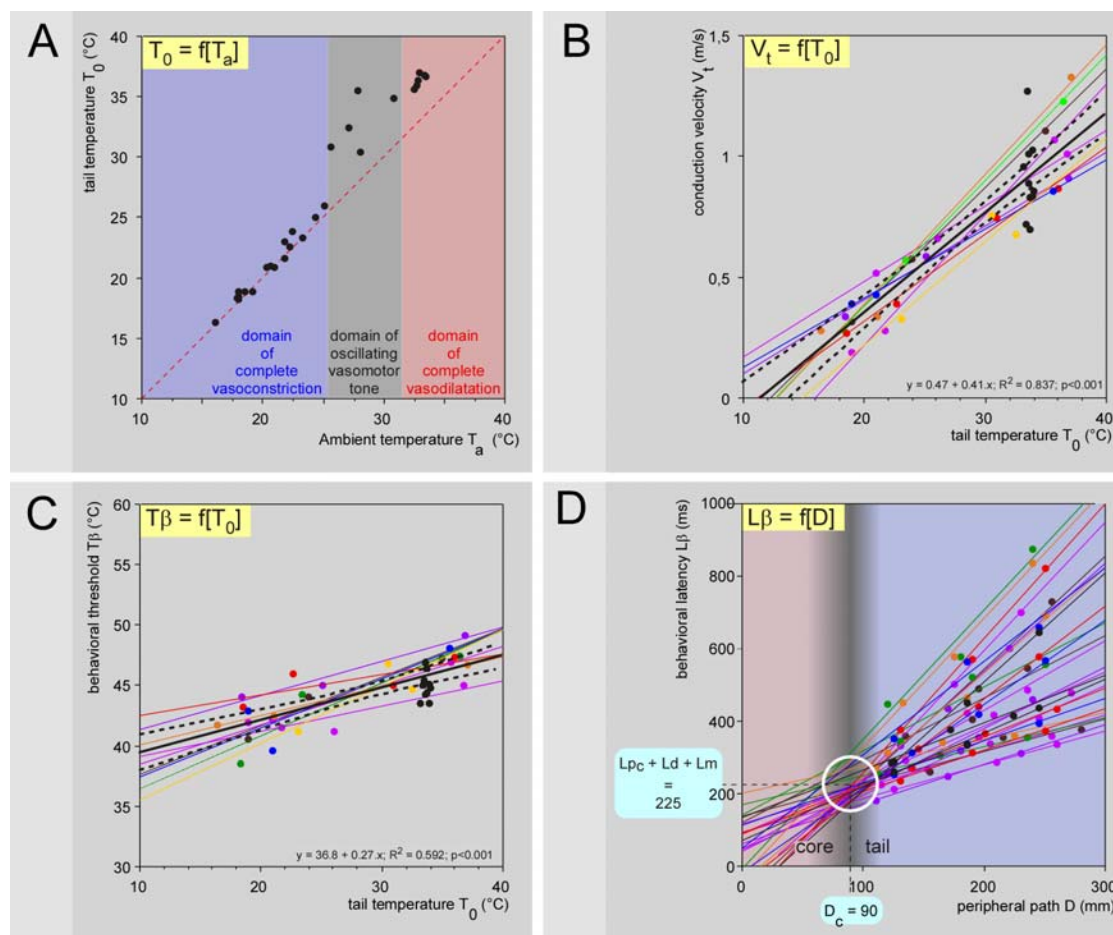 A
T0 = f[Ta]
tail temperature T0 (°C)
40
35
30
25
20
15
10
domain
of
complete
vasoconstriction
domain of
oscillating
vasomotor
tone
domain
of
complete
vasodilatation
10
20
30
40
Ambient temperature Ta (°C)
B
Vt = f[T0]
conduction velocity Vt (m/s)
1,5
1
0,5
0
y = 0.47 + 0.41.x; R2 = 0.837; p<0.001
10
20
30
40
tail temperature T0 (°C)
C
Tβ = f[T0]
behavioral threshold Tβ (°C)
60
55
50
45
40
35
30
y = 36.8 + 0.27.x; R2 = 0.592; p<0.001
10
20
30
40
tail temperature T0 (°C)
D
Lβ = f[D]
behavioral latency Lβ (ms)
1000
800
600
400
200
0
Lpc + Ld + Lm
=
225
core
tail
0
100
200
300
Dc = 90
peripheral path D (mm)